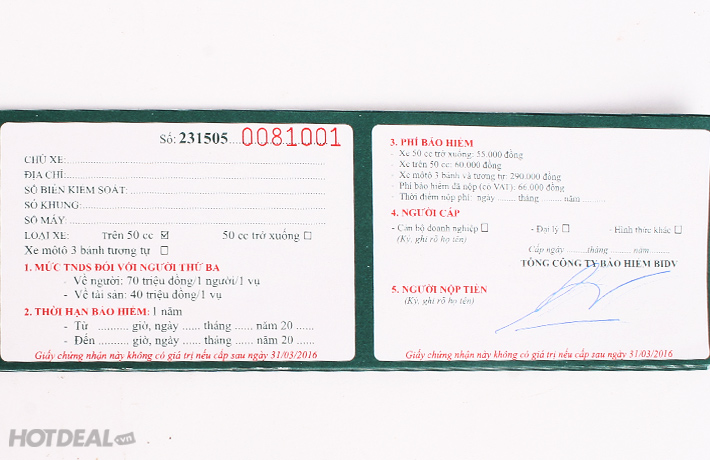 Số: 231505....0081001
CHỦ XE:
ĐỊA CHỈ:
SỐ BIỂN KIỂM SOÁT:
SỐ KHUNG:
SỐ MÁY:
LOẠI XE: Trên 50 cc ☑ 50 cc trở xuống ☐
Xe môtô 3 bánh tương tự ☐
1. MỨC TNDS ĐỐI VỚI NGƯỜI THỨ BA
- Về người: 70 triệu đồng/1 người/1 vụ
- Về tài sản: 40 triệu đồng/1 vụ
2. THỜI HẠN BẢO HIỂM: 1 năm
- Từ ......... giờ, ngày ...... tháng ...... năm 20 .....
- Đến ......... giờ, ngày ...... tháng ...... năm 20 .....
Giấy chứng nhận này không có giá trị nếu cấp sau ngày 31/03/2016
3. PHÍ BẢO HIỂM
- Xe 50 cc trở xuống: 55.000 đồng
- Xe trên 50 cc: 60.000 đồng
- Xe môtô 3 bánh và tương tự: 290.000 đồng
- Phí bảo hiểm đã nộp (có VAT): 66.000 đồng
- Thời điểm nộp phí: ...... ngày ...... tháng ...... năm ......
4. NGƯỜI CẤP
- Cán bộ doanh nghiệp ☐ - Đại lý ☐ - Hình thức khác ☐
(Ký, ghi rõ họ tên)
Cấp ngày ......tháng ...... năm......
TỔNG CÔNG TY BẢO HIỂM BIDV
5. NGƯỜI NỘP TIỀN
(Ký, ghi rõ họ tên)
Giấy chứng nhận này không có giá trị nếu cấp sau ngày 31/03/2016
HOTDEAL.vn